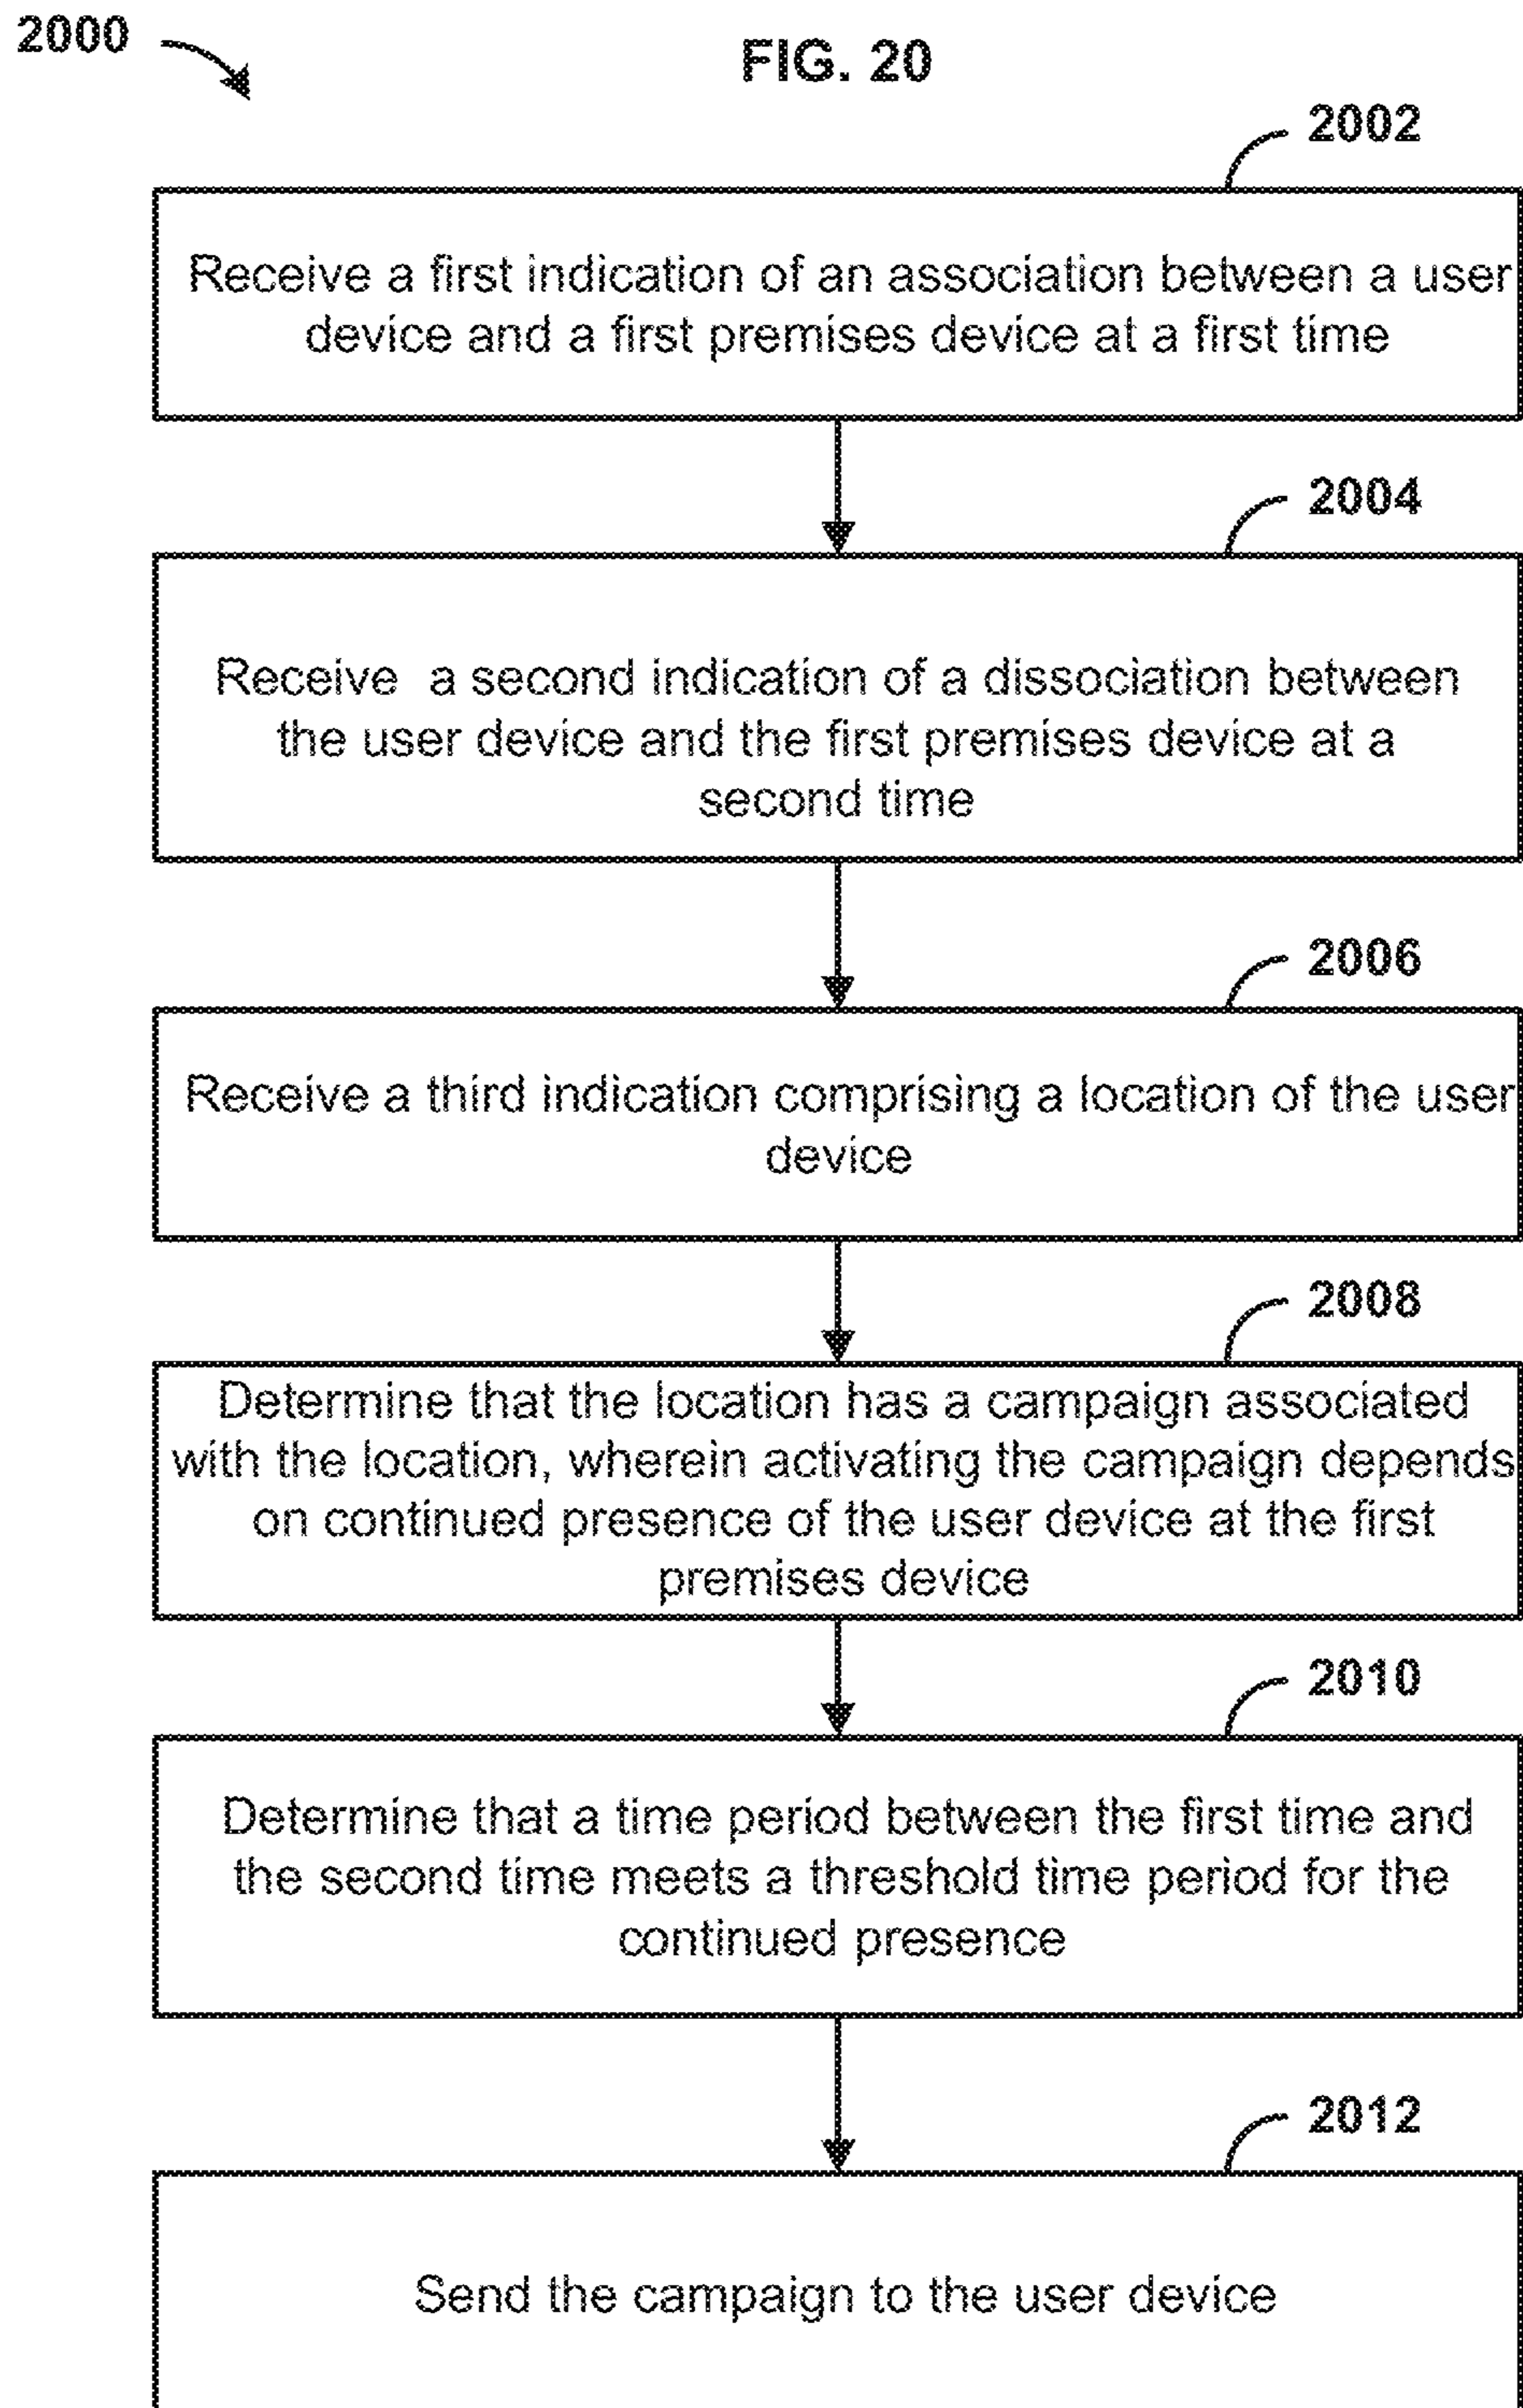 2000
FIG. 20
2002
Receive a first indication of an association between a user
device and a first premises device at a first time
2004
Receive a second indication of a dissociation between
the user device and the first premises device at a
second time
2006
Receive a third indication comprising a location of the user
device
2008
Determine that the location has a campaign associated
with the location, wherein activating the campaign depends
on continued presence of the user device at the first
premises device
2010
Determine that a time period between the first time and
the second time meets a threshold time period for the
continued presence
2012
Send the campaign to the user device